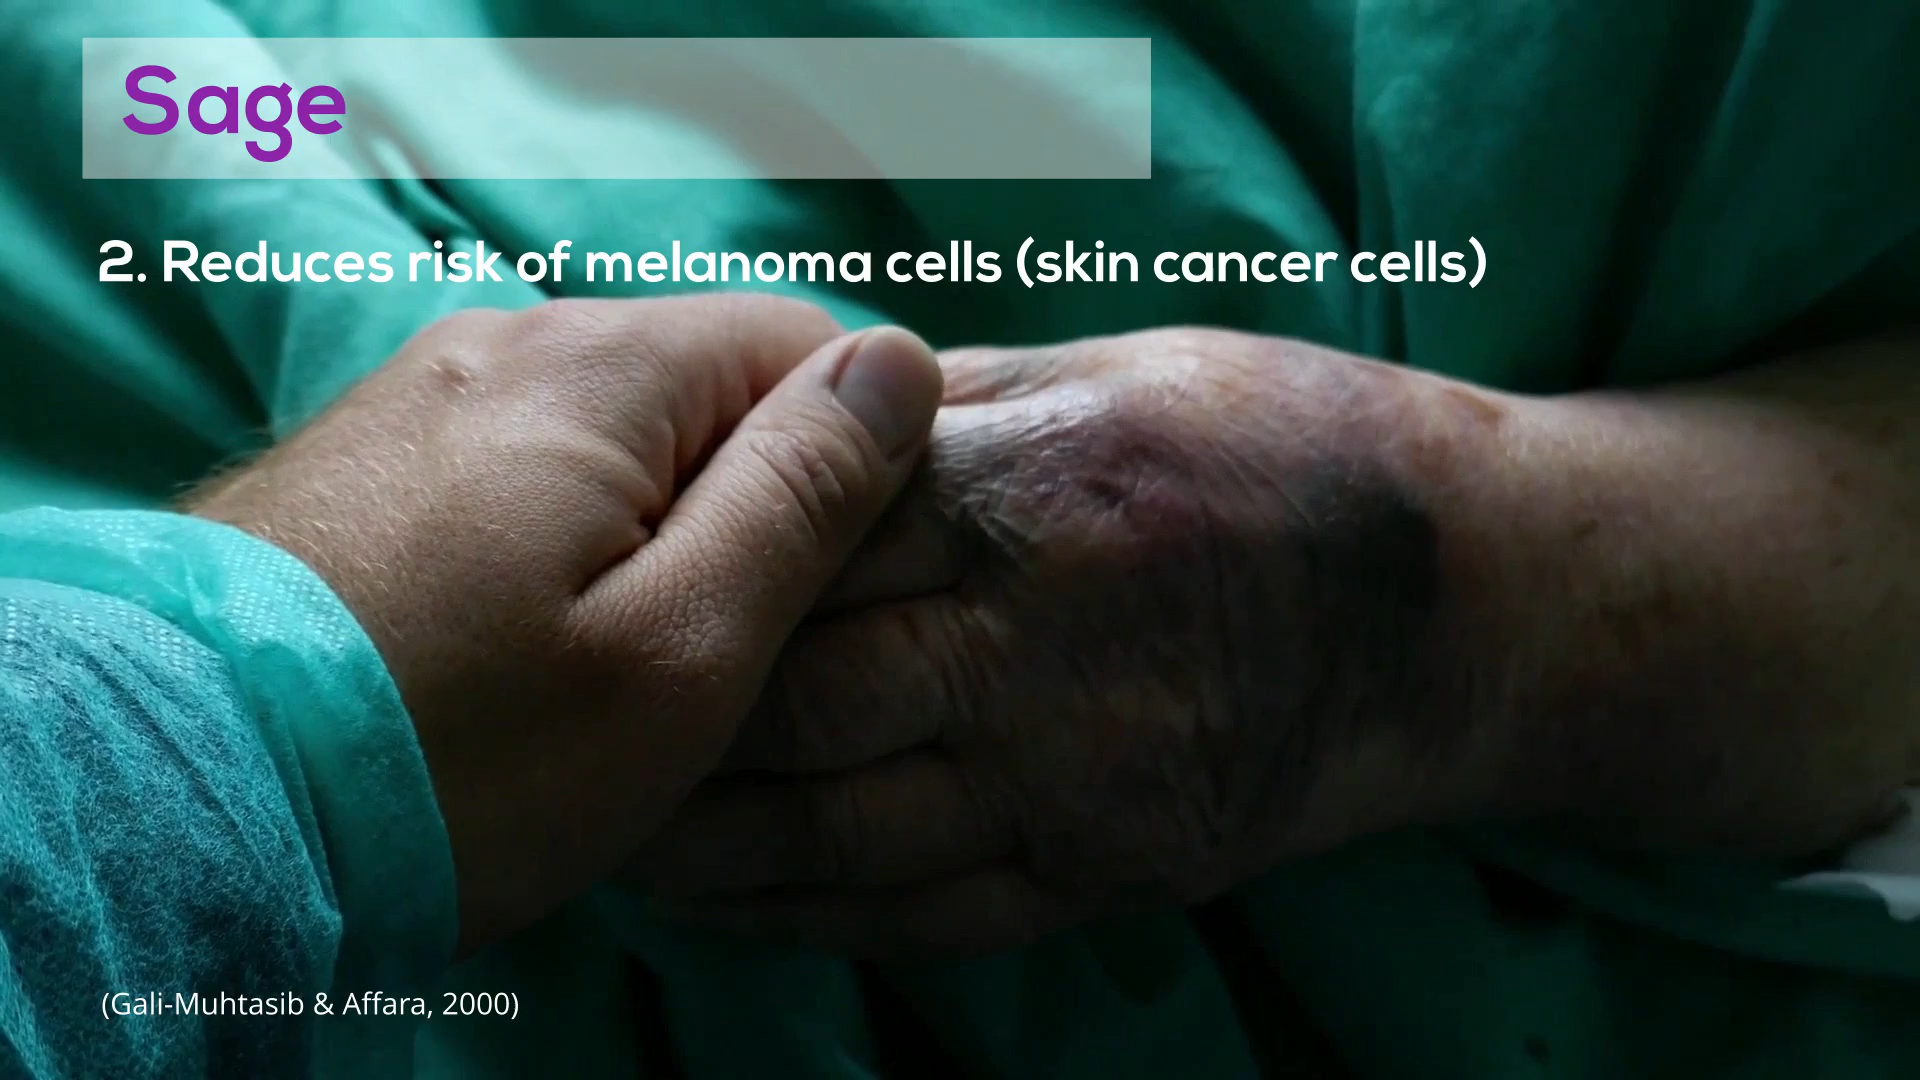 Sage
2. Reduces risk of melanoma cells (skin cancer cells)
(Gali-Muhtasib & Affara, 2000)